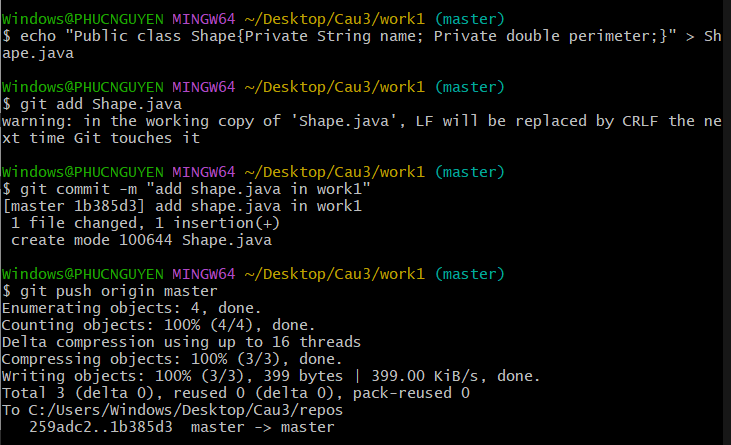 Windows@PHUCNGUYEN MINGW64 ~/Desktop/Cau3/work1 (master)
$ echo "Public class Shape{Private String name; Private double perimeter;}" > Sh
ape.java
Windows@PHUCNGUYEN MINGW64 ~/Desktop/Cau3/work1 (master)
$ git add Shape.java
warning: in the working copy of 'Shape.java', LF will be replaced by CRLF the ne
xt time Git touches it
Windows@PHUCNGUYEN MINGW64 ~/Desktop/Cau3/work1 (master)
$ git commit -m "add shape.java in work1"
[master 1b385d3] add shape.java in work1
 1 file changed, 1 insertion(+)
 create mode 100644 Shape.java
Windows@PHUCNGUYEN MINGW64 ~/Desktop/Cau3/work1 (master)
$ git push origin master
Enumerating objects: 4, done.
Counting objects: 100% (4/4), done.
Delta compression using up to 16 threads
Compressing objects: 100% (3/3), done.
Writing objects: 100% (3/3), 399 bytes | 399.00 KiB/s, done.
Total 3 (delta 0), reused 0 (delta 0), pack-reused 0
To C:/Users/Windows/Desktop/Cau3/repos
   259adc2..1b385d3  master -> master